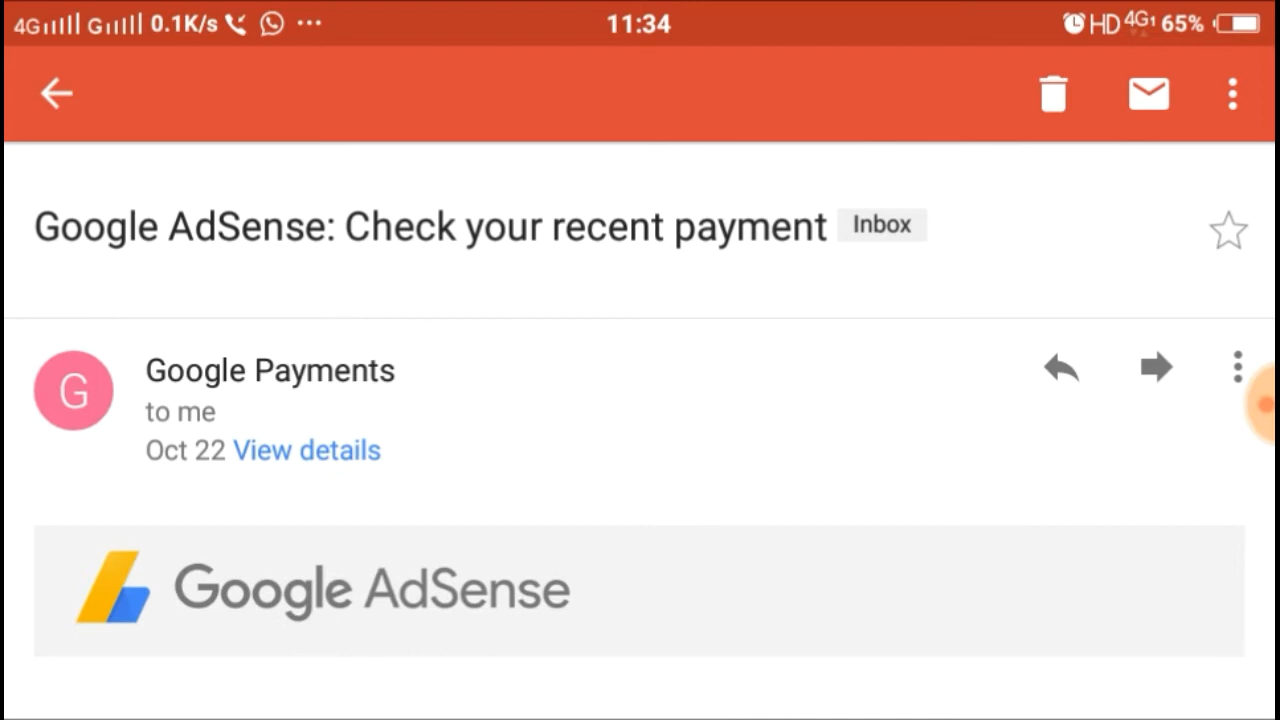 4G G 0.1K/s ... 11:34 HD 4G1 65%
Google AdSense: Check your recent payment Inbox
G Google Payments
to me
Oct 22 View details
Google AdSense